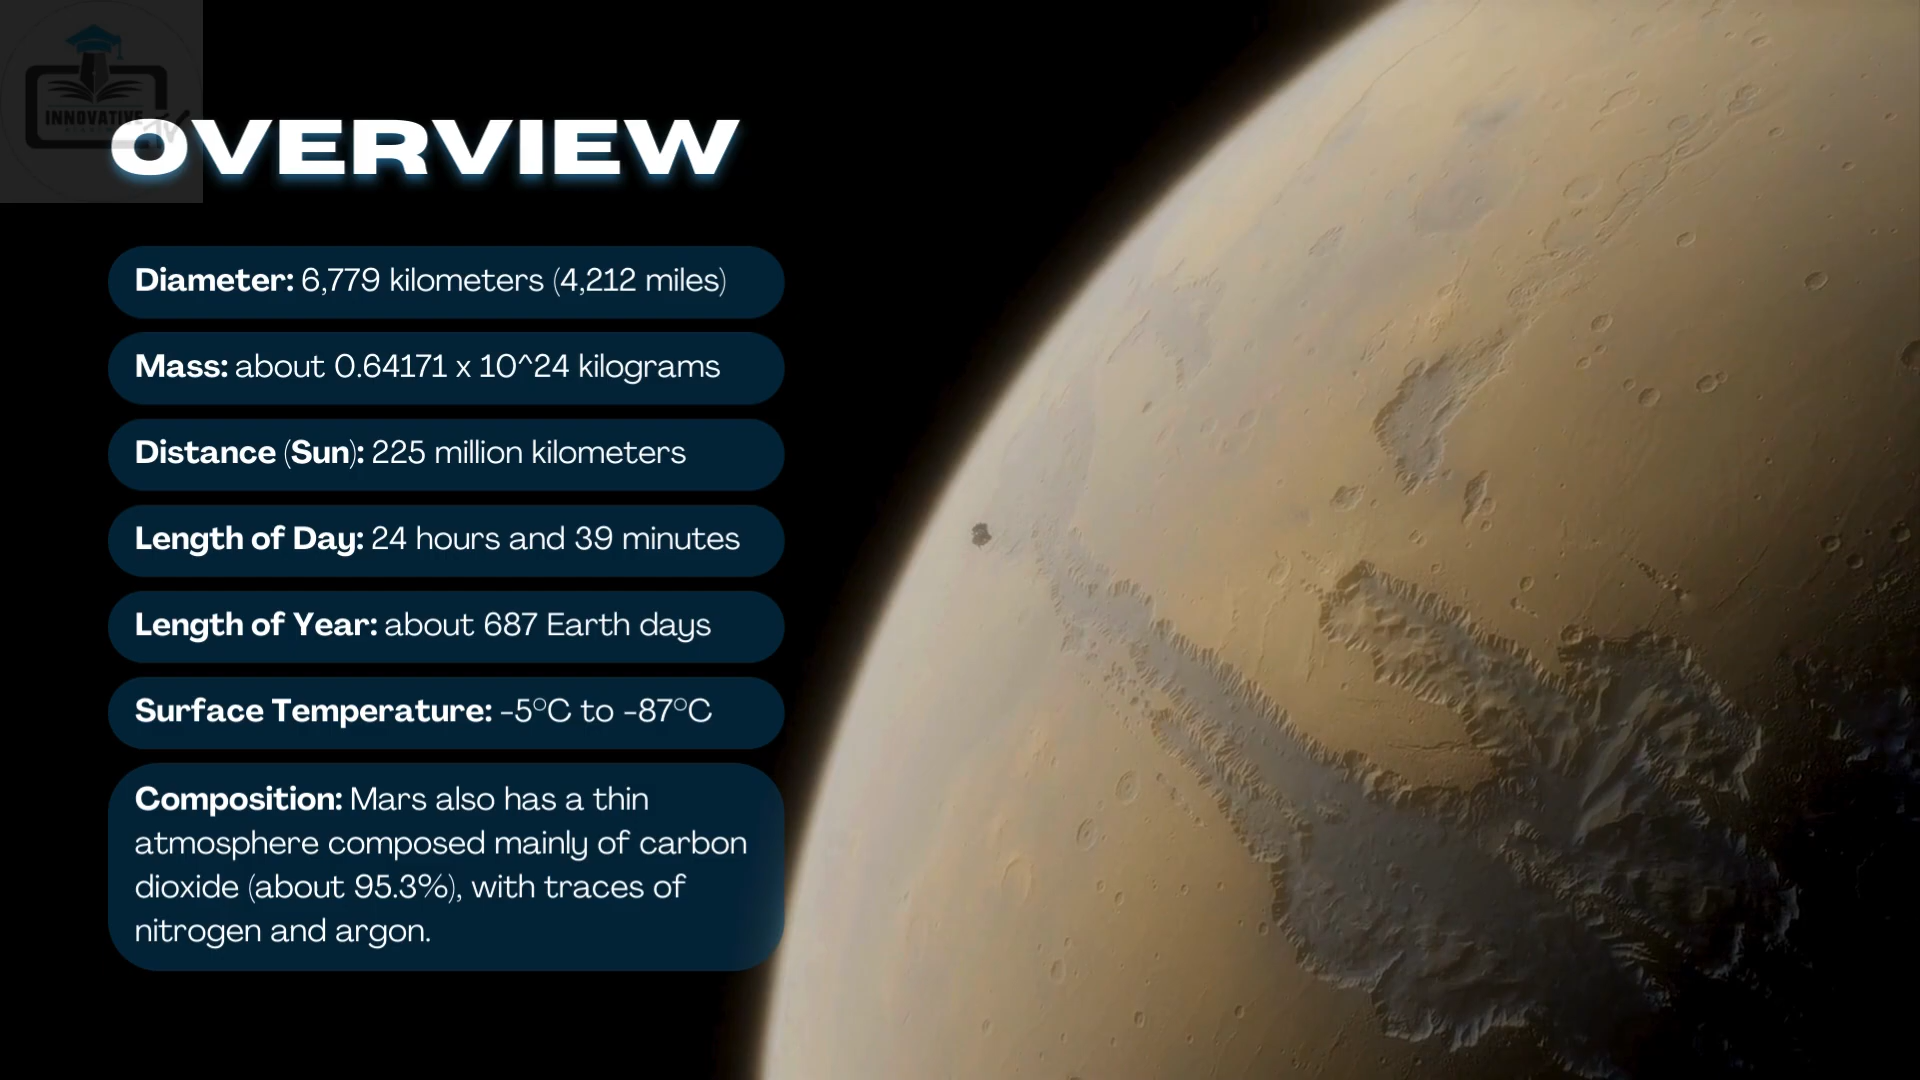 INNOVATIVE
OVERVIEW
Diameter: 6,779 kilometers (4,212 miles)
Mass: about 0.64171 x 10^24 kilograms
Distance (Sun): 225 million kilometers
Length of Day: 24 hours and 39 minutes
Length of Year: about 687 Earth days
Surface Temperature: -5°C to -87°C
Composition: Mars also has a thin
atmosphere composed mainly of carbon
dioxide (about 95.3%), with traces of
nitrogen and argon.